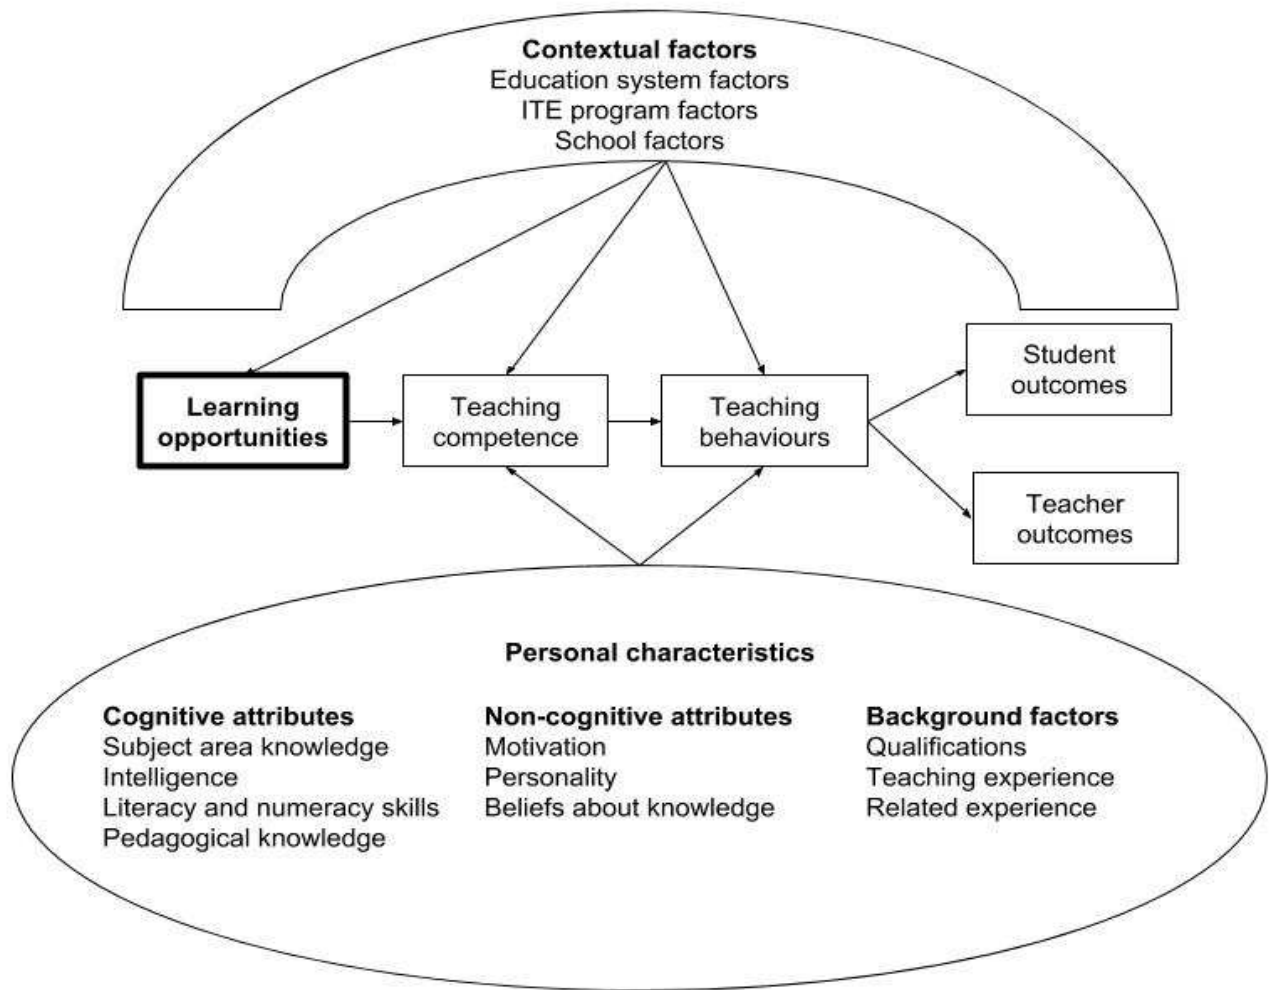 Contextual factors
Education system factors
ITE program factors
School factors
Learning
opportunities
Teaching
competence
Teaching
behaviours
Student
outcomes
Teacher
outcomes
Personal characteristics
Cognitive attributes
Subject area knowledge
Intelligence
Literacy and numeracy skills
Pedagogical knowledge
Non-cognitive attributes
Motivation
Personality
Beliefs about knowledge
Background factors
Qualifications
Teaching experience
Related experience